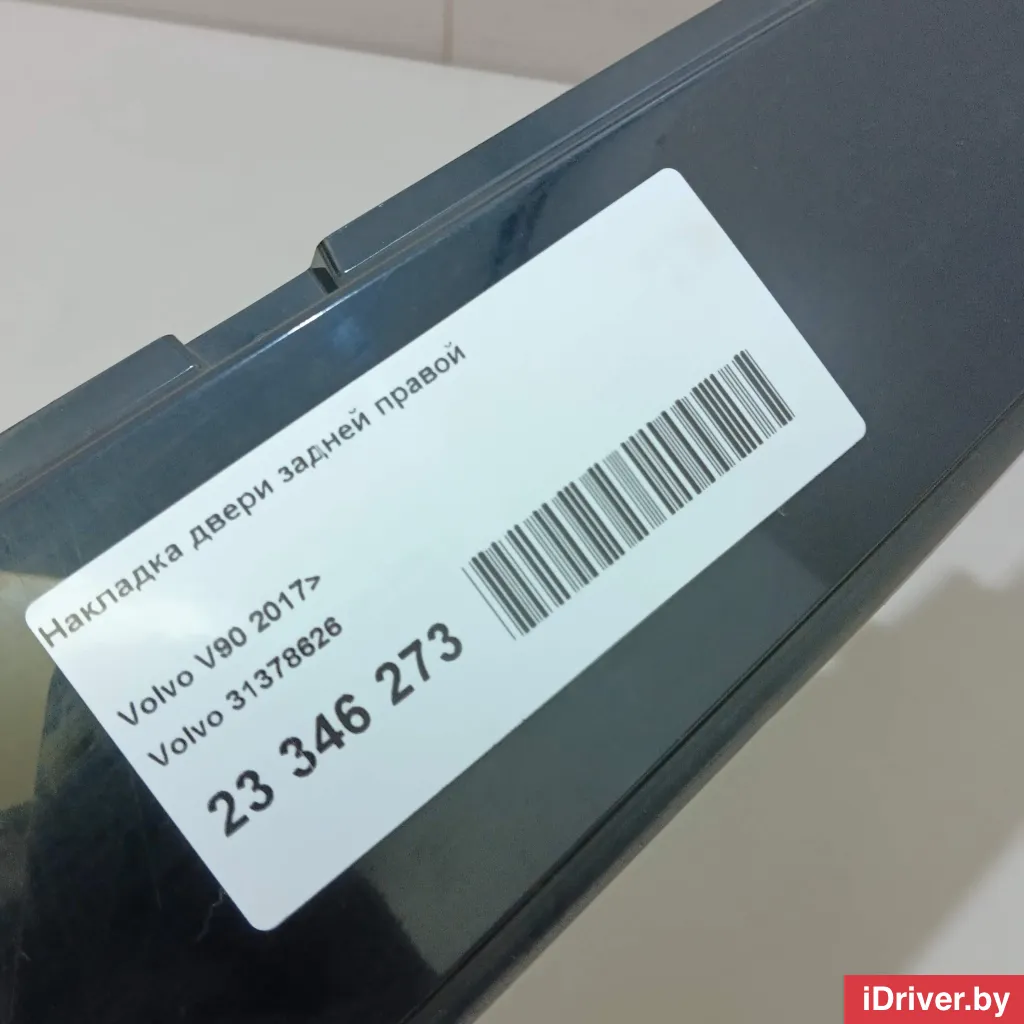 Накладка двери задней правой
Volvo V90 2017>
Volvo 31378626
23 346 273
iDriver.by